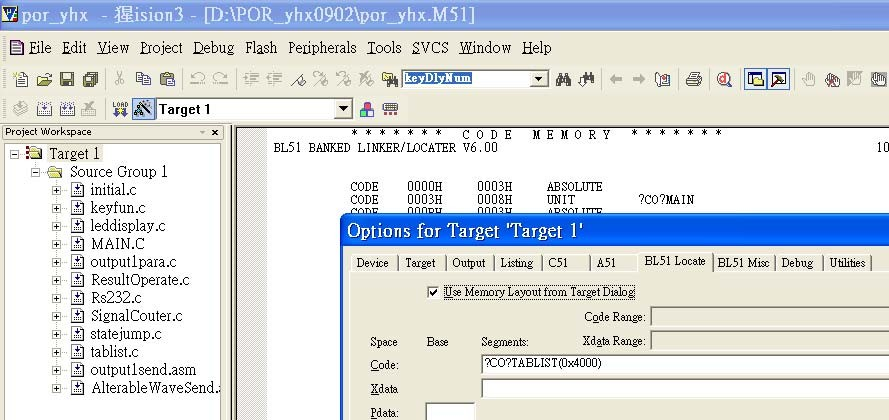 por_yhx - 猩ision3 - [D:\POR_yhx0902\por_yhx.M51]
File Edit View Project Debug Flash Peripherals Tools SVCS Window Help
keyDlyNum
LOAD Target 1
Project Workspace
Target 1
Source Group 1
initial.c
keyfun.c
leddisplay.c
MAIN.C
output1para.c
ResultOperate.c
Rs232.c
SignalCouter.c
statejump.c
tablist.c
output1send.asm
AlterableWaveSend.a
* * * * * * * C O D E M E M O R Y * * * * * * *
BL51 BANKED LINKER/LOCATER V6.00 10
CODE 0000H 0003H ABSOLUTE
CODE 0003H 0008H UNIT ?CO?MAIN
CODE 000BH 0003H ABSOLUTE
Options for Target 'Target 1'
Device Target Output Listing C51 A51 BL51 Locate BL51 Misc Debug Utilities
Use Memory Layout from Target Dialog
Code Range:
Space Base Segments: Xdata Range:
Code: ?CO?TABLIST(0x4000)
Xdata
Pdata: